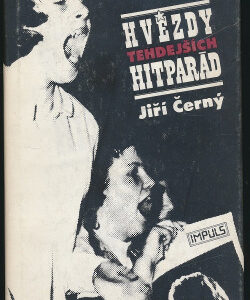 HVĚZDY
TEHDEJŠÍCH
HITPARÁD
Jiří Černý
IMPULS